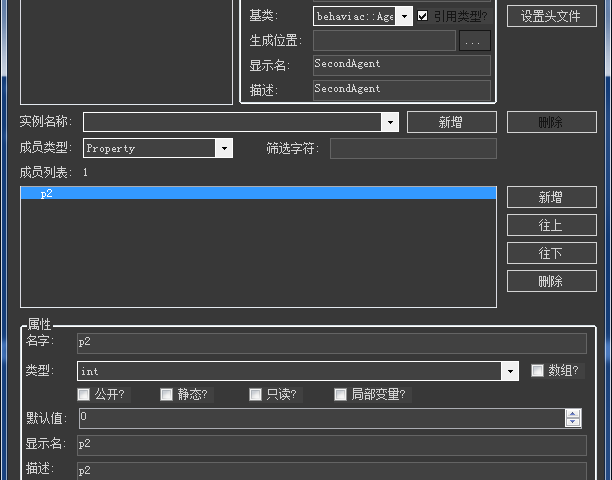 基类: behaviac::Age 引用类型? 设置头文件
生成位置: ...
显示名: SecondAgent
描述: SecondAgent
实例名称: 新增 删除
成员类型: Property 筛选字符:
成员列表: 1
p2 新增
往上
往下
删除
属性
名字: p2
类型: int 数组?
公开? 静态? 只读? 局部变量?
默认值: 0
显示名: p2
描述: p2